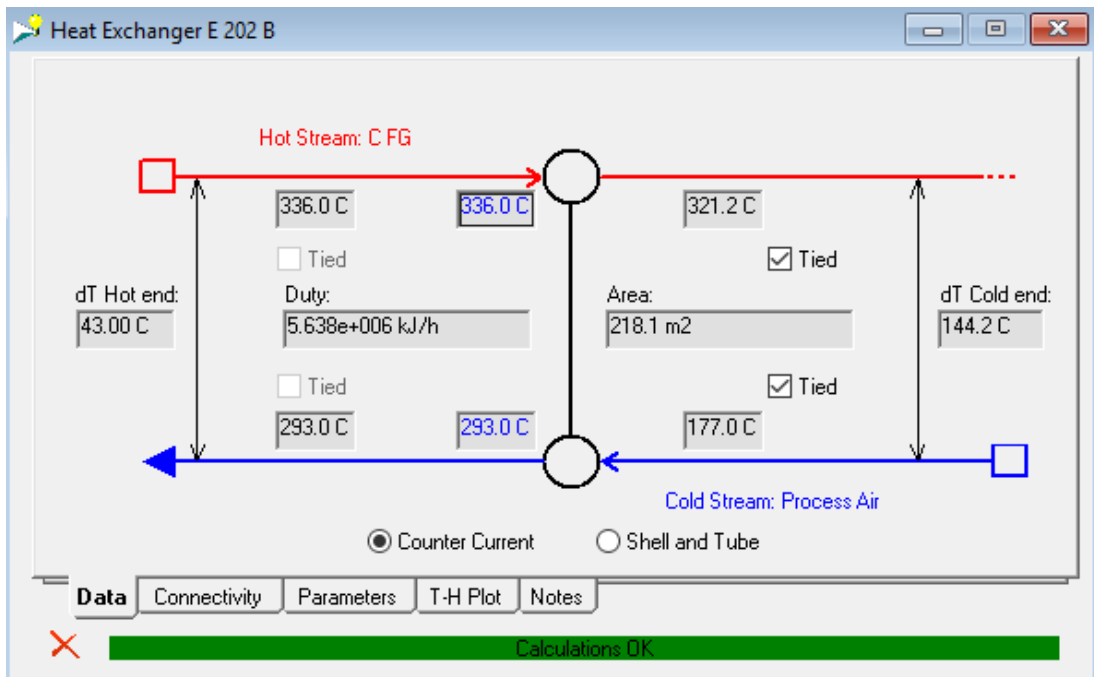 Heat Exchanger E 202 B
Hot Stream: C FG
336.0 C 336.0 C 321.2 C
Tied Tied
dT Hot end: Duty: Area: dT Cold end:
43.00 C 5.638e+006 kJ/h 218.1 m2 144.2 C
Tied Tied
293.0 C 293.0 C 177.0 C
Cold Stream: Process Air
Counter Current Shell and Tube
Data Connectivity Parameters T-H Plot Notes
Calculations OK